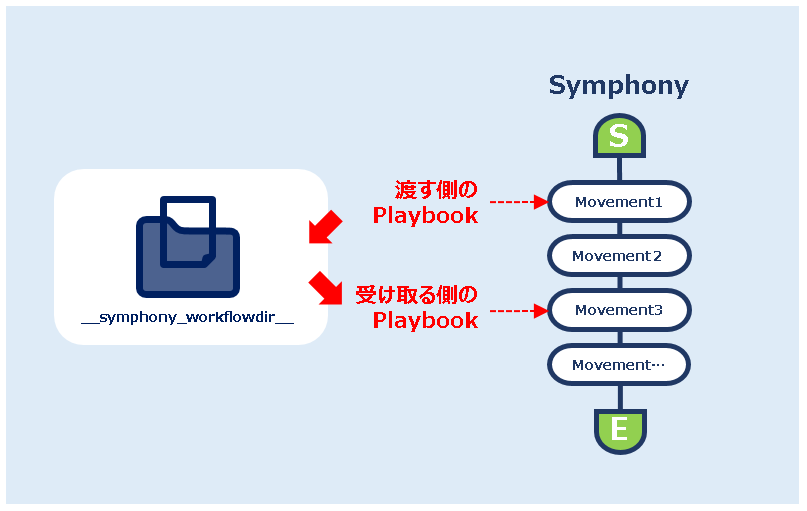 Symphony
S
渡す側の
Playbook
Movement1
Movement2
受け取る側の
Playbook
Movement3
__symphony_workflowdir__
Movement…
E